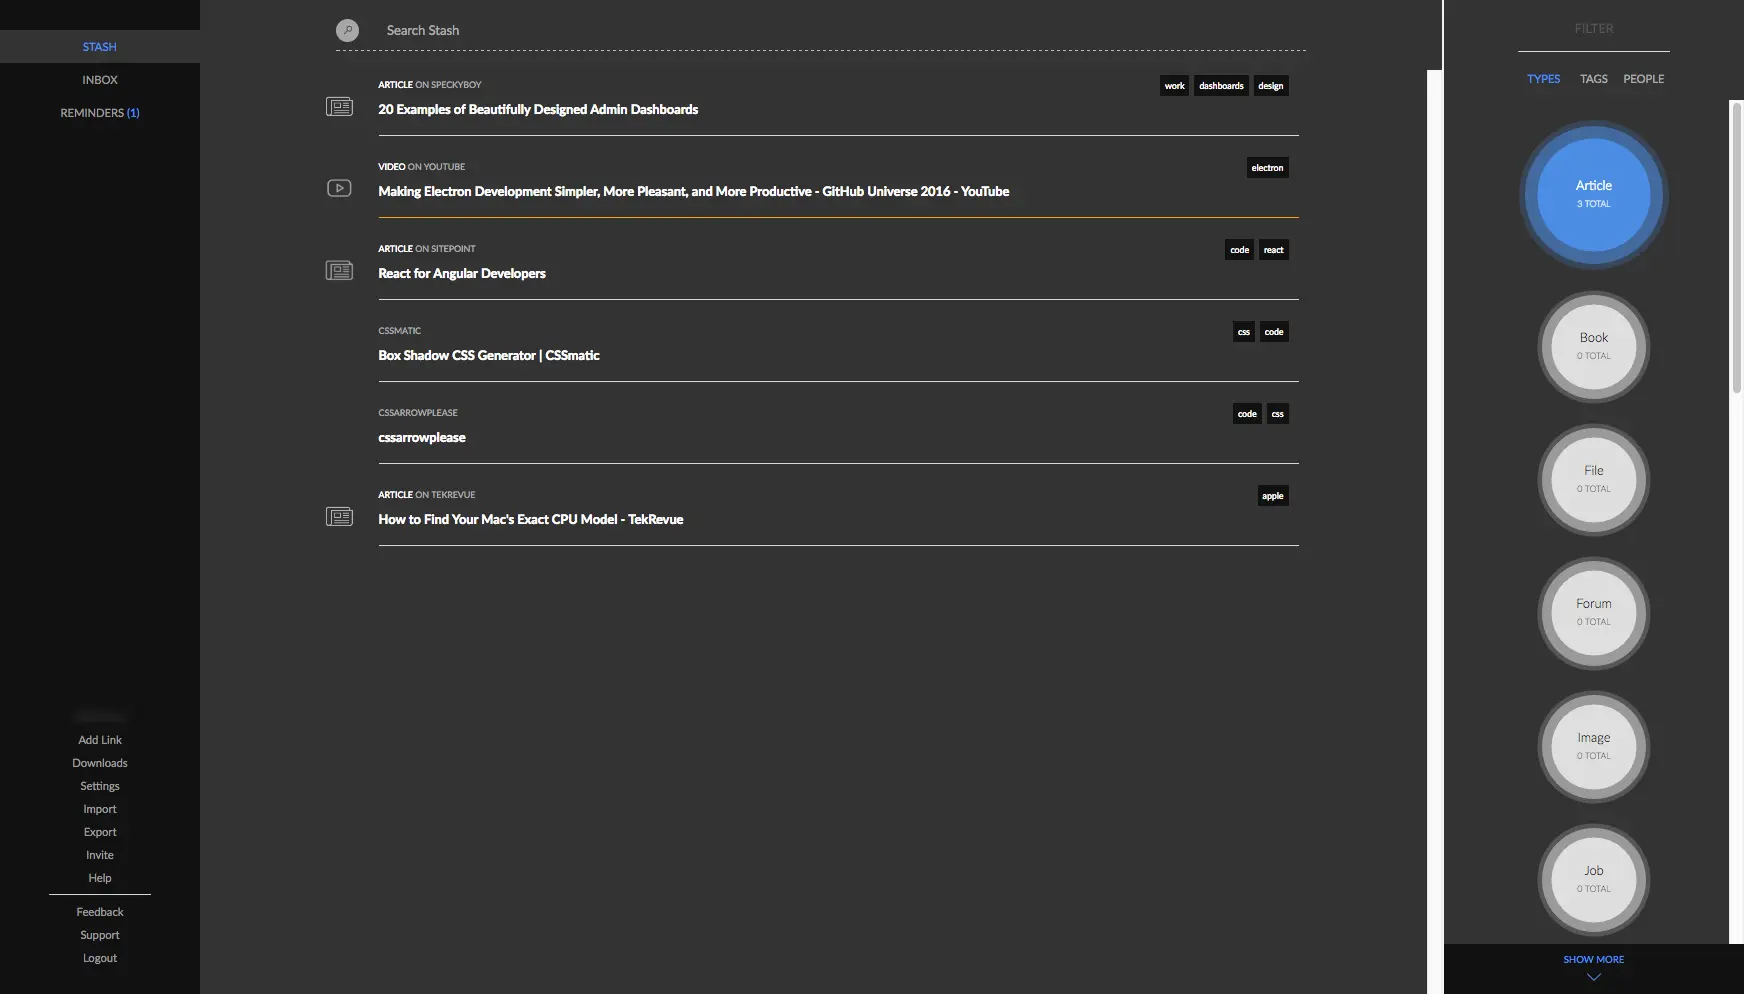 STASH
INBOX
REMINDERS (1)
Add Link
Downloads
Settings
Import
Export
Invite
Help
Feedback
Support
Logout
Search Stash
ARTICLE ON SPECKYBOY
work dashboards design
20 Examples of Beautifully Designed Admin Dashboards
VIDEO ON YOUTUBE
electron
Making Electron Development Simpler, More Pleasant, and More Productive - GitHub Universe 2016 - YouTube
ARTICLE ON SITEPOINT
code react
React for Angular Developers
CSSMATIC
css code
Box Shadow CSS Generator | CSSmatic
CSSARROWPLEASE
code css
cssarrowplease
ARTICLE ON TEKREVUE
apple
How to Find Your Mac's Exact CPU Model - TekRevue
FILTER
TYPES TAGS PEOPLE
Article
3 TOTAL
Book
0 TOTAL
File
0 TOTAL
Forum
0 TOTAL
Image
0 TOTAL
Job
0 TOTAL
SHOW MORE